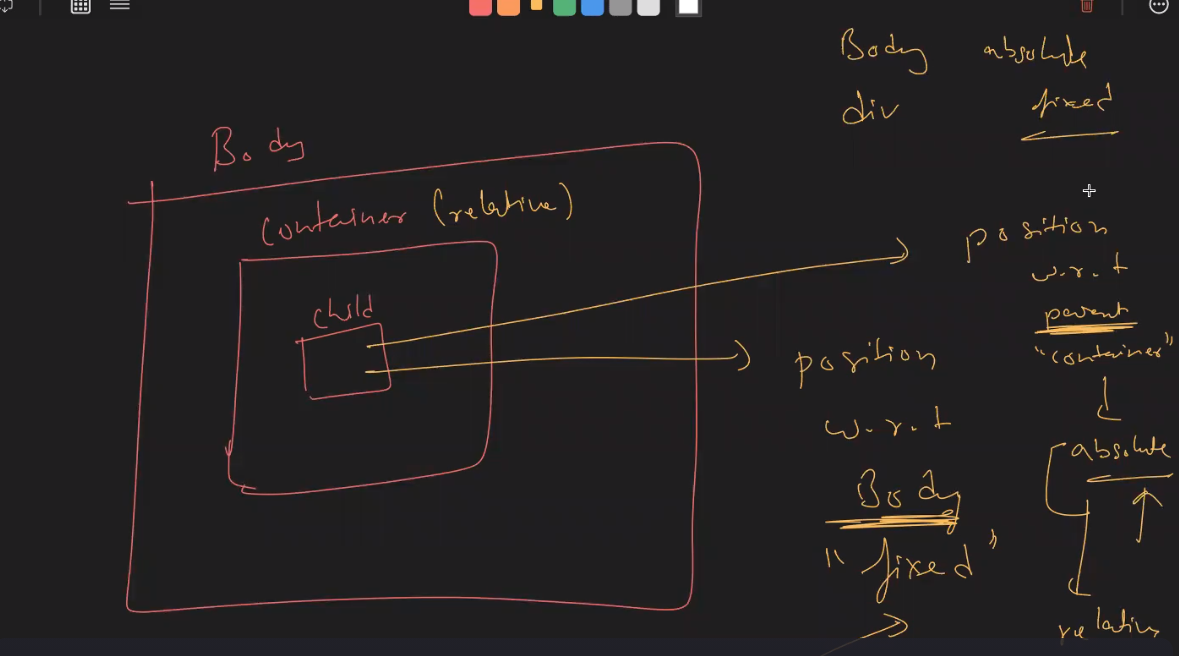 Body absolute
div fixed
Body
Container (relative)
child
position
w.r.t
parent
"container"
absolute
relative
position
w.r.t
Body
"fixed"